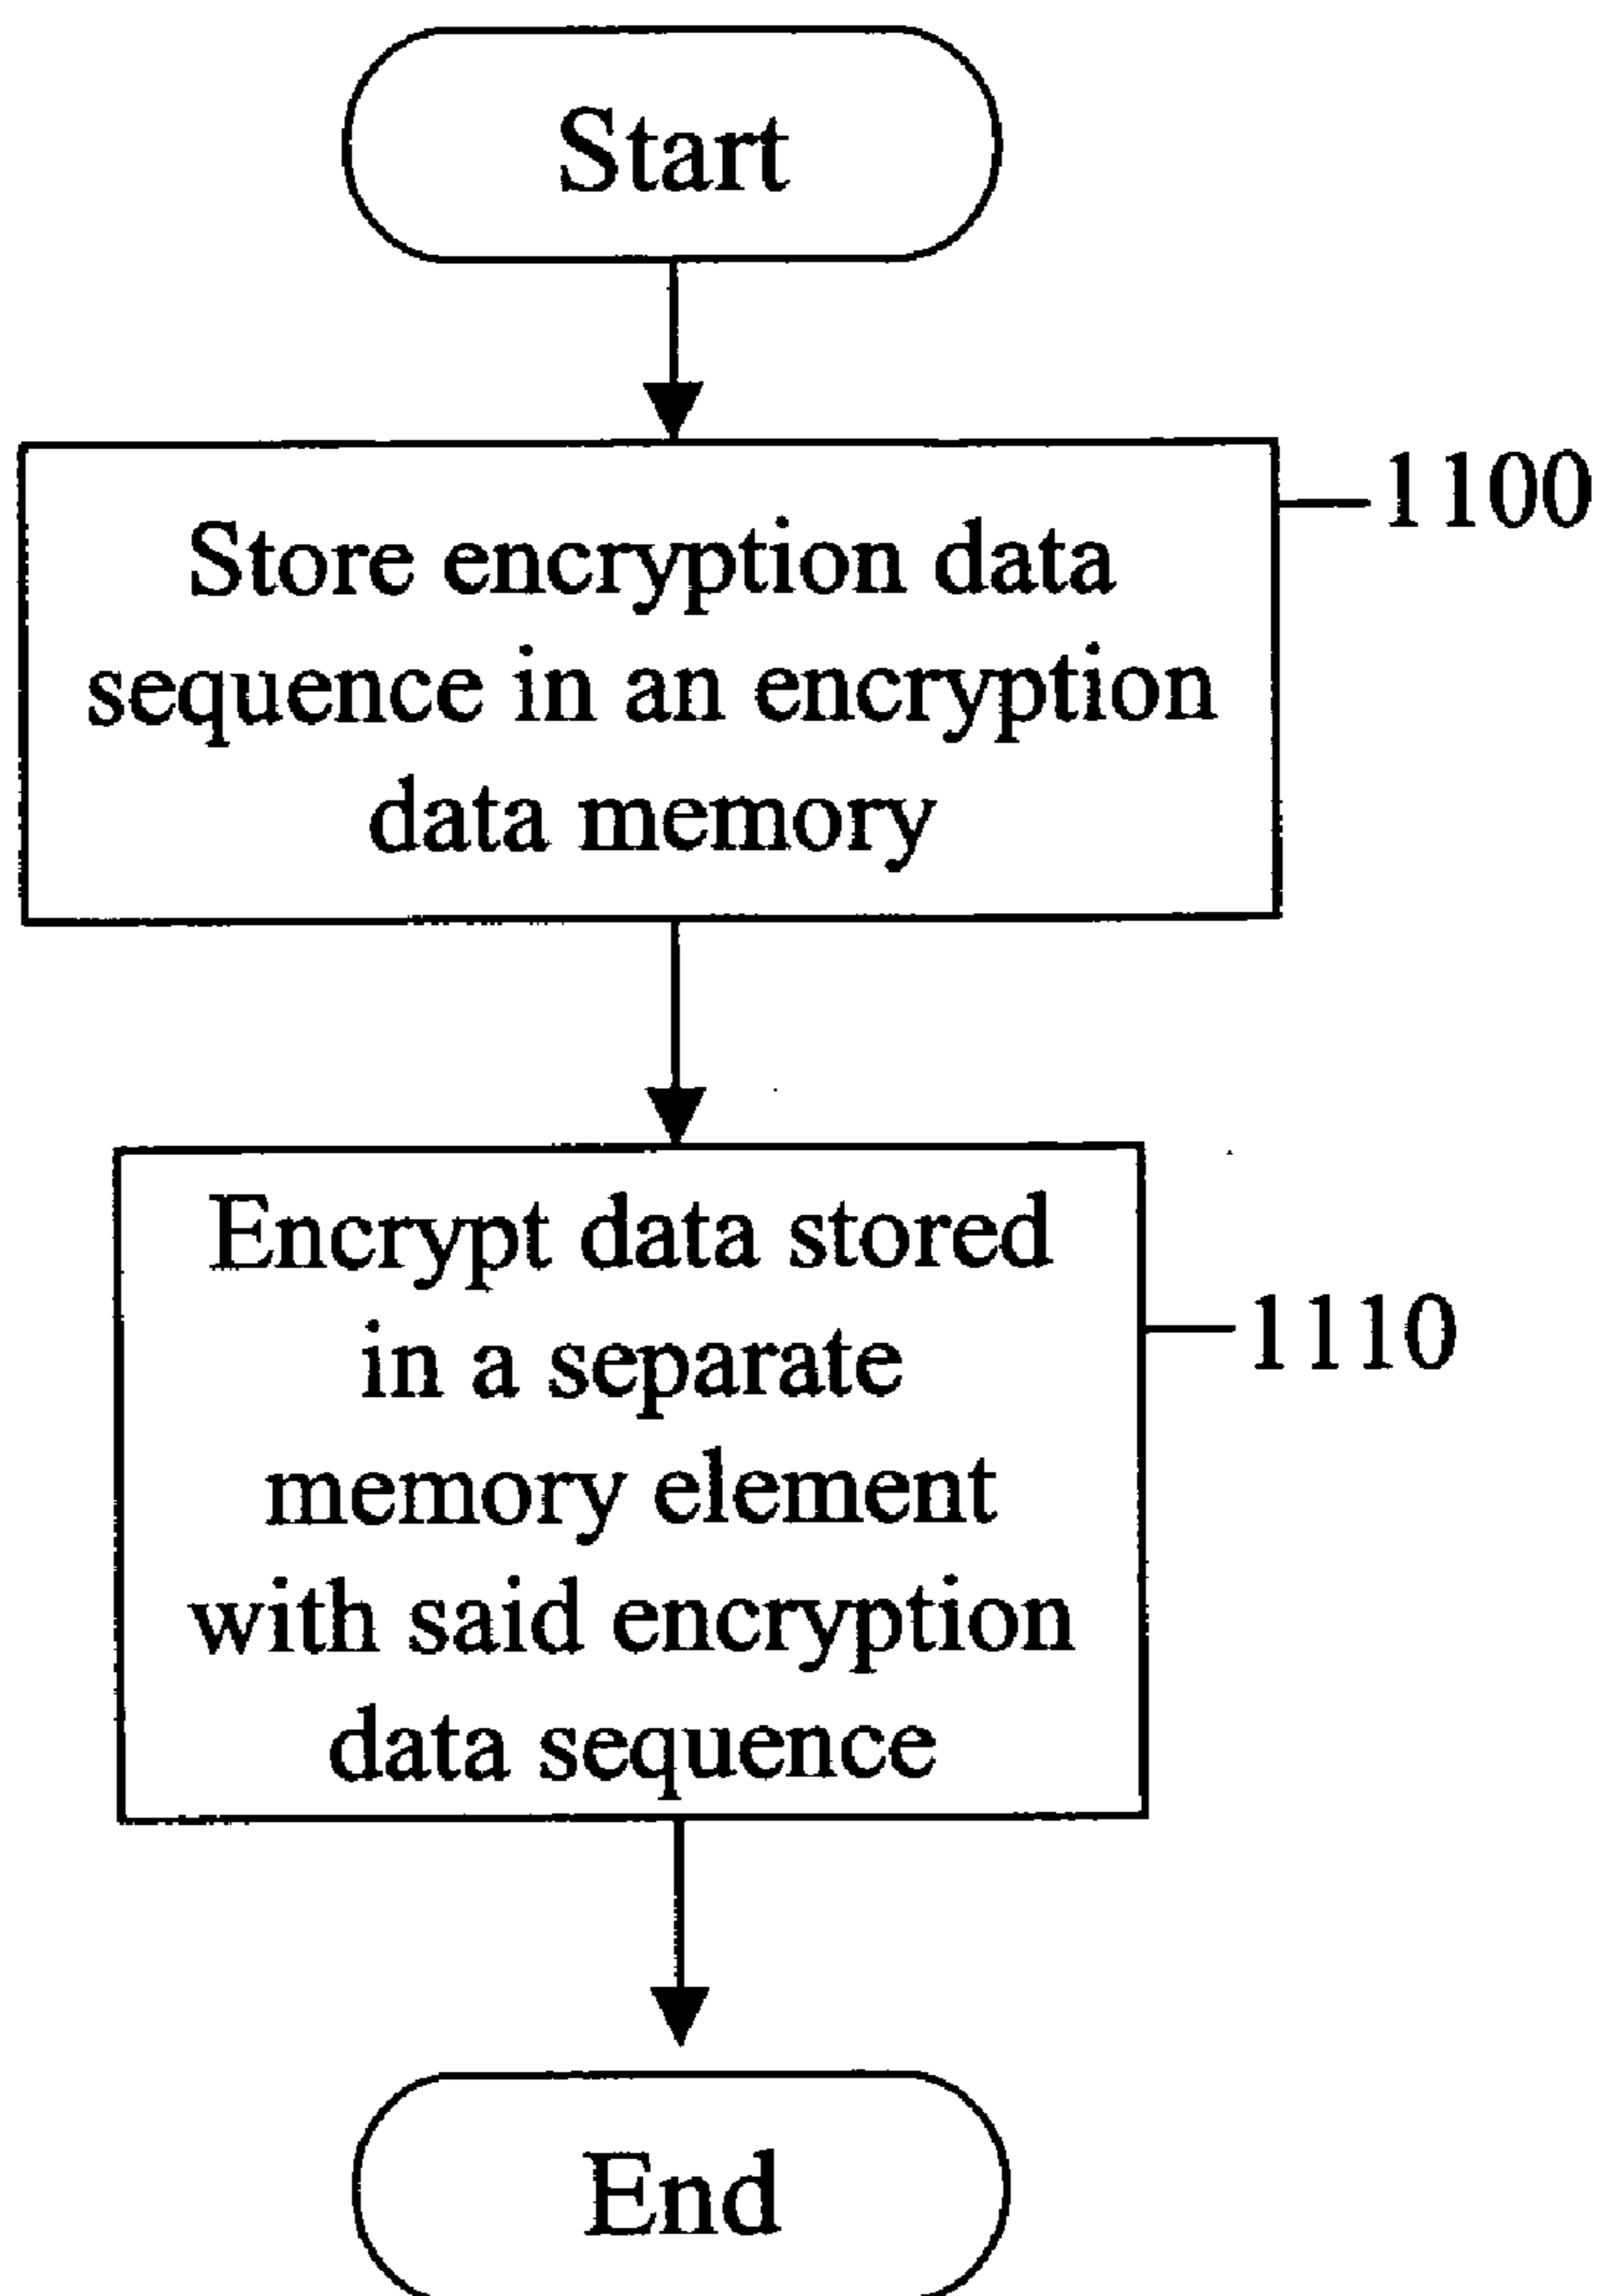 Start
1100
Store encryption data
sequence in an encryption
data memory
Encrypt data stored
in a separate
1110
memory element
with said encryption
data sequence
End